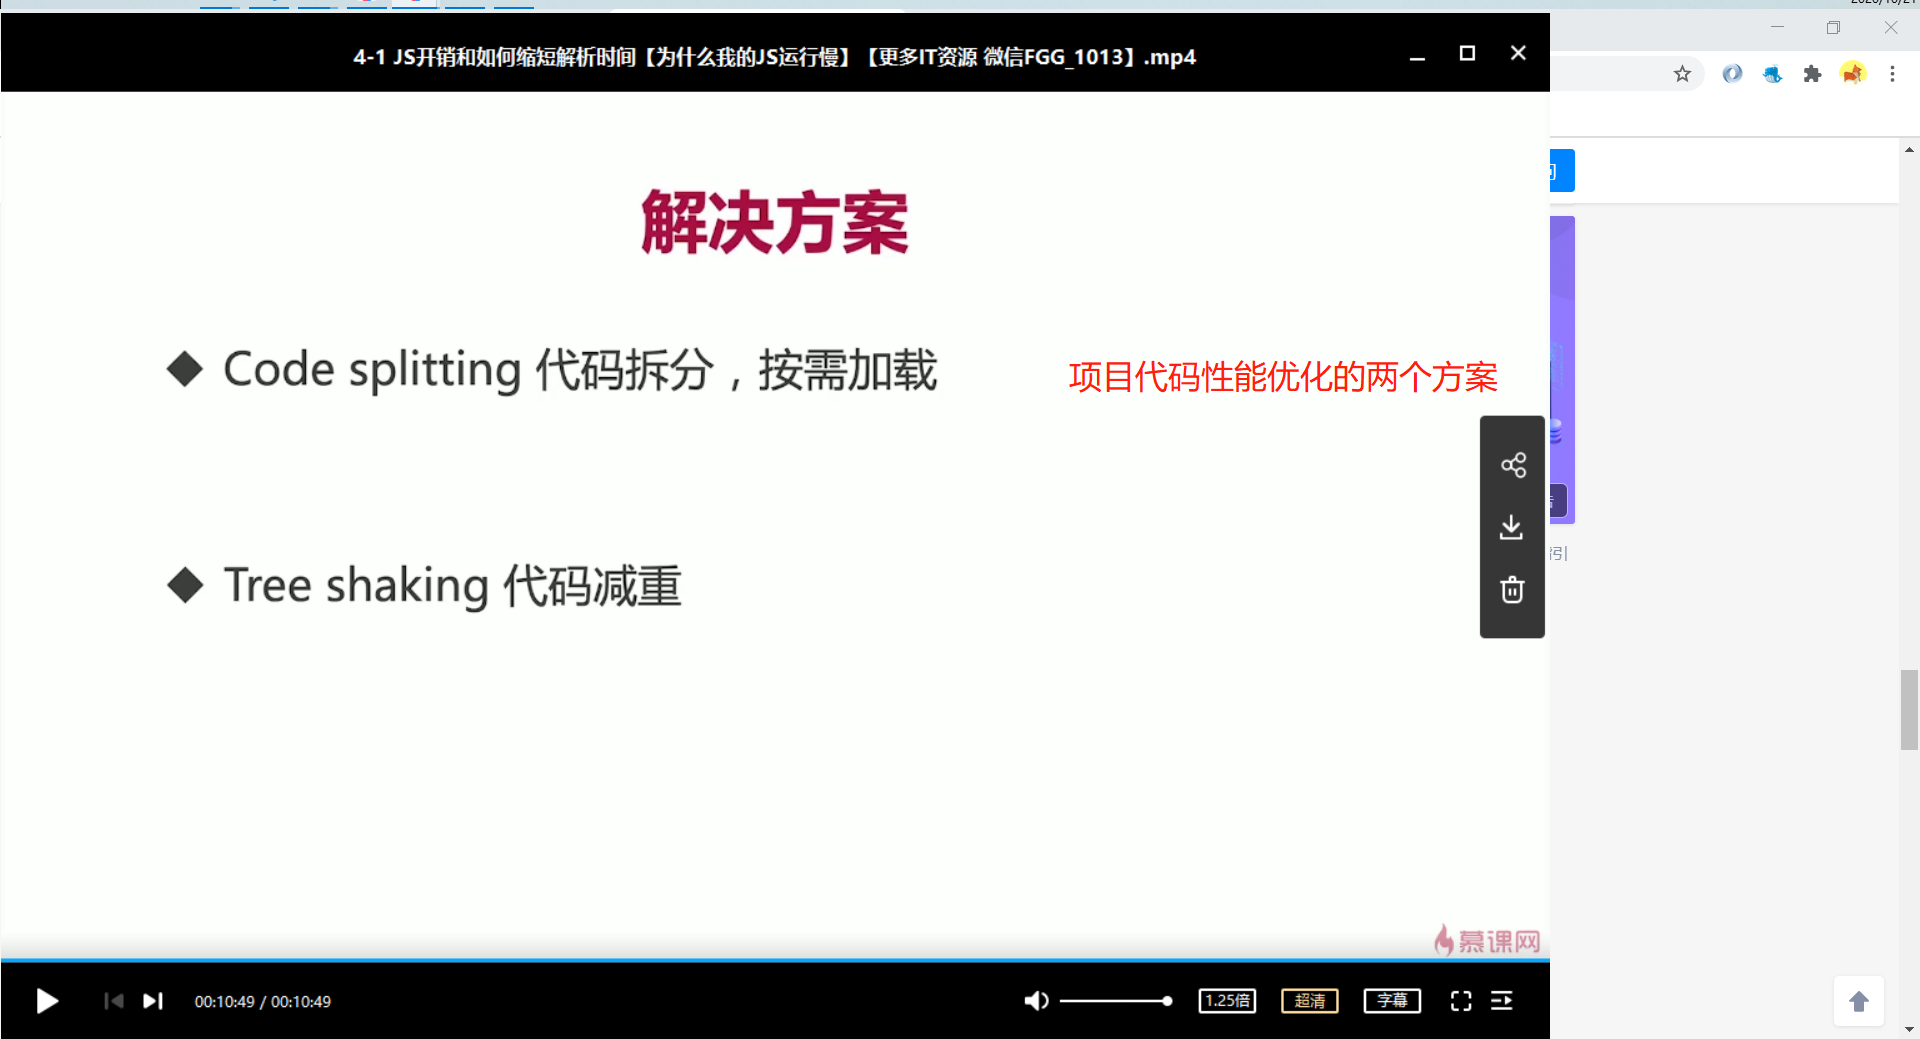 4-1 JS开销和如何缩短解析时间【为什么我的JS运行慢】【更多IT资源 微信FGG_1013】.mp4
解决方案
Code splitting 代码拆分，按需加载
项目代码性能优化的两个方案
Tree shaking 代码减重
慕课网
00:10:49 / 00:10:49
1.25倍
超清
字幕